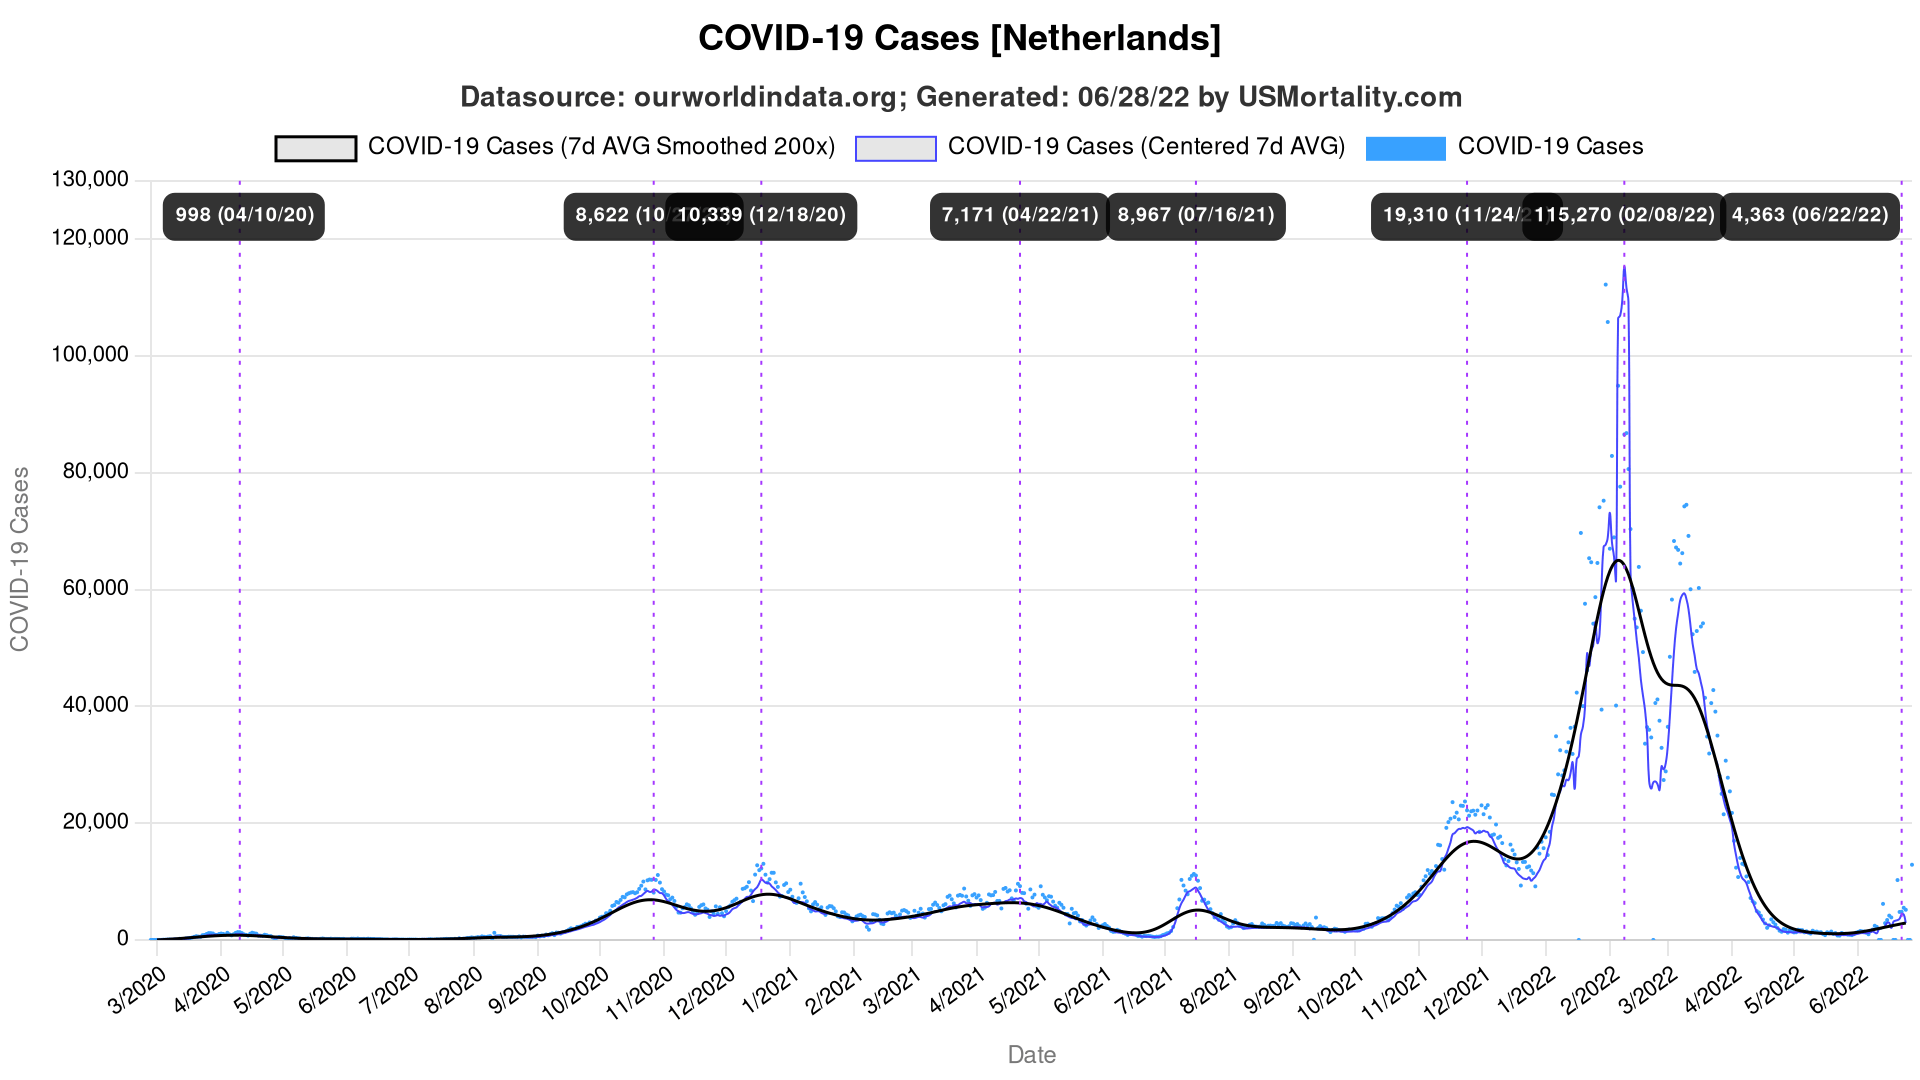 COVID-19 Cases [Netherlands]
Datasource: ourworldindata.org; Generated: 06/28/22 by USMortality.com
COVID-19 Cases (7d AVG Smoothed 200x) COVID-19 Cases (Centered 7d AVG) COVID-19 Cases
130,000
998 (04/10/20) 8,622 (10/ 10,339 (12/18/20) 7,171 (04/22/21) 8,967 (07/16/21) 19,310 (11/24/ 115,270 (02/08/22) 4,363 (06/22/22)
120,000
100,000
80,000
60,000
40,000
20,000
0
COVID-19 Cases
3/2020 4/2020 5/2020 6/2020 7/2020 8/2020 9/2020 10/2020 11/2020 12/2020 1/2021 2/2021 3/2021 4/2021 5/2021 6/2021 7/2021 8/2021 9/2021 10/2021 11/2021 12/2021 1/2022 2/2022 3/2022 4/2022 5/2022 6/2022
Date